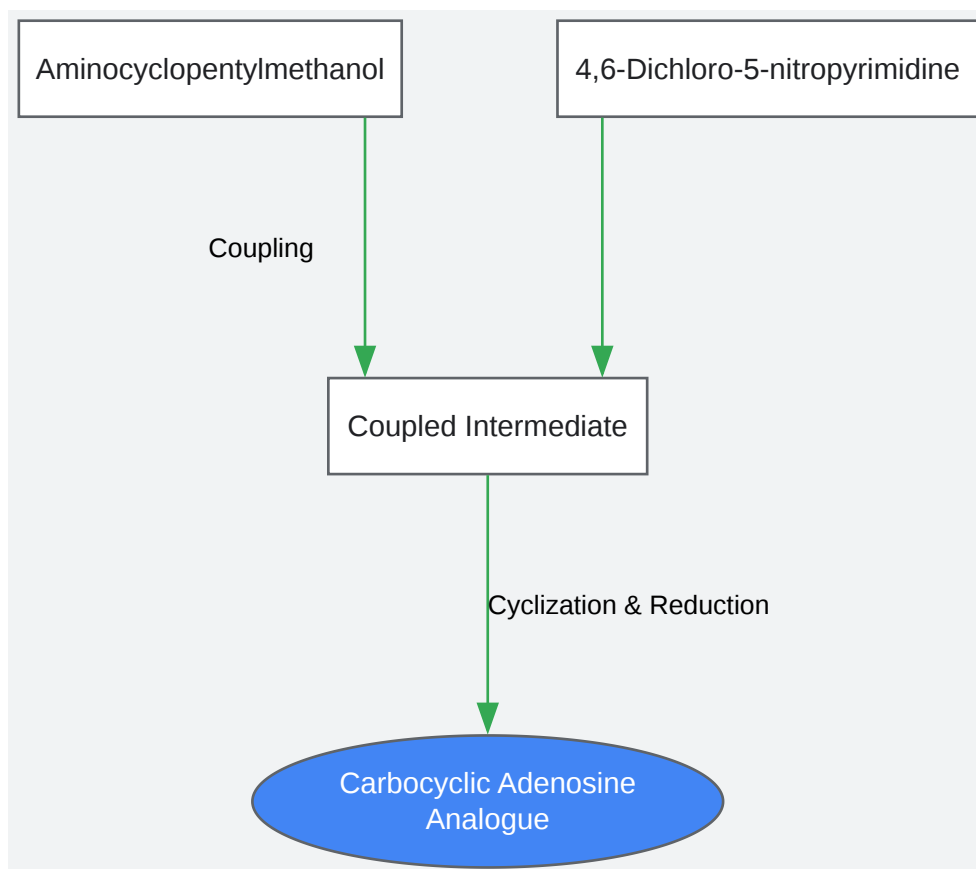 Aminocyclopentylmethanol
4,6-Dichloro-5-nitropyrimidine
Coupling
Coupled Intermediate
Cyclization & Reduction
Carbocyclic Adenosine
Analogue